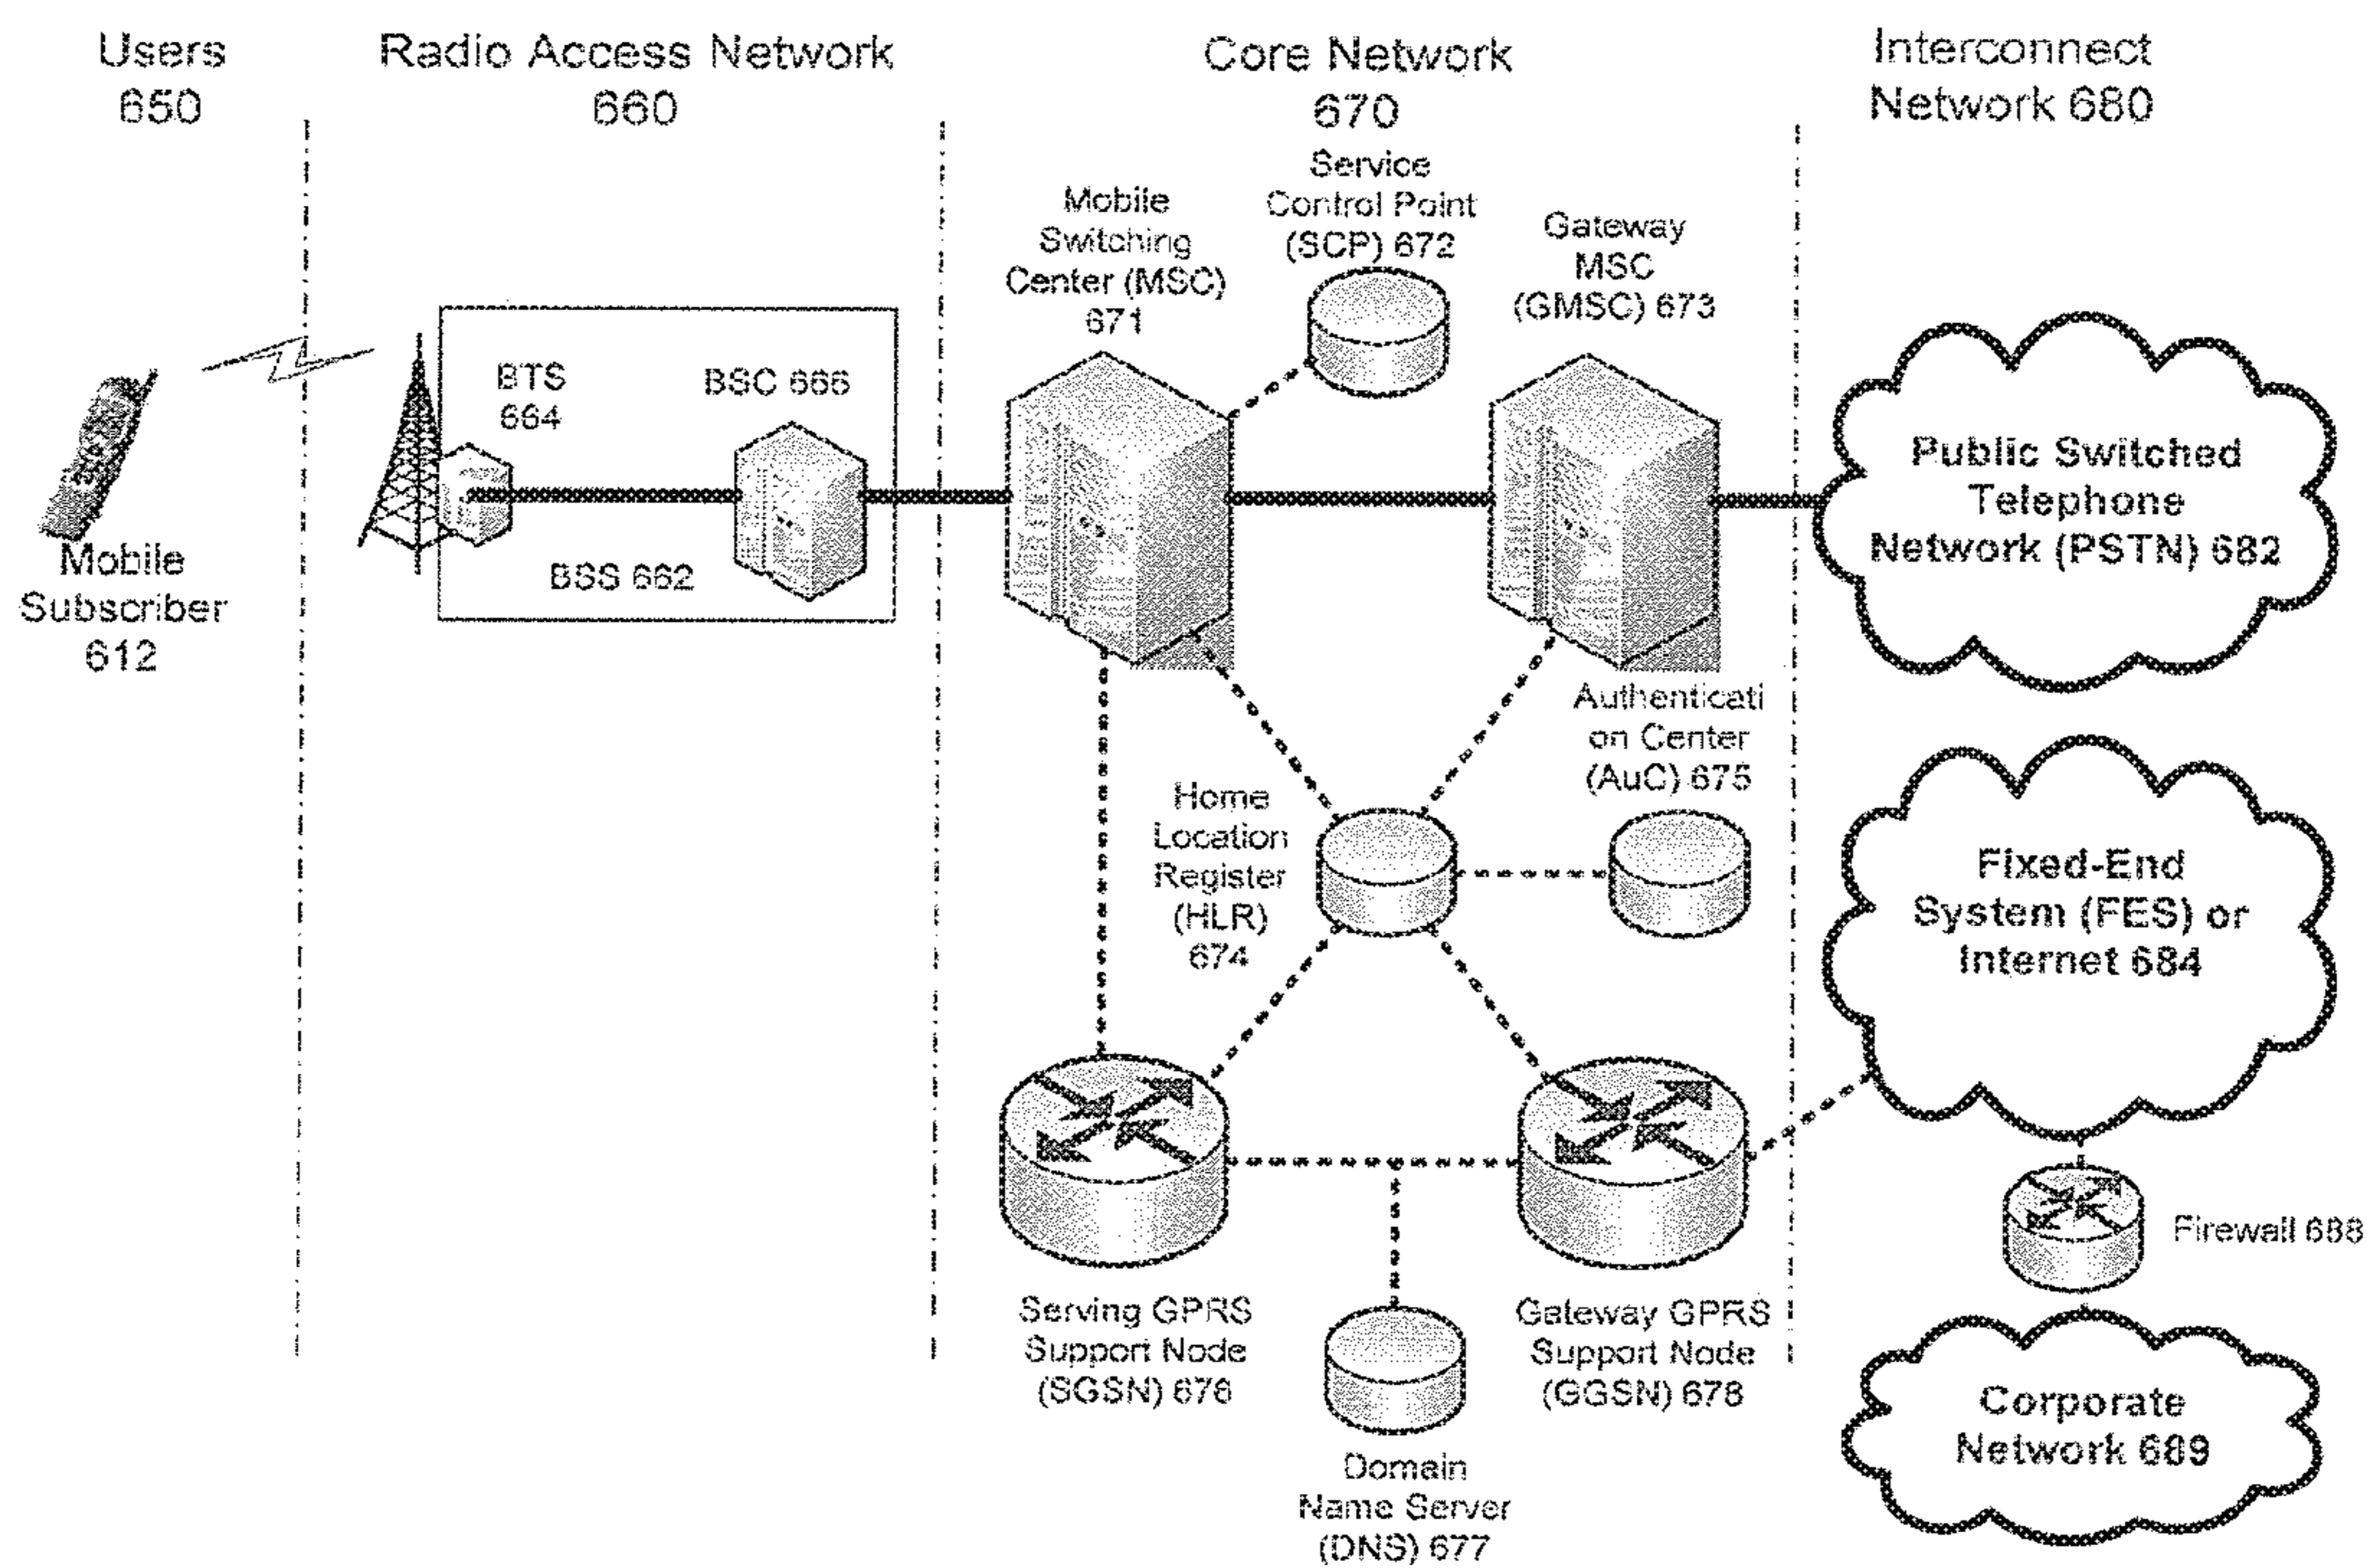 Users
650
Radio Access Network
660
Core Network
670
Interconnect
Network 680
Service
Control Point
(SCP) 672
Mobile
Switching
Center (MSC)
671
Gateway
MSC
(GMSC) 673
BTS
664
BSC 666
BSS 662
Mobile
Subscriber
612
Public Switched
Telephone
Network (PSTN) 682
Authenticati
on Center
(AuC) 675
Home
Location
Register
(HLR)
674
Fixed-End
System (FES) or
Internet 684
Firewall 688
Serving GPRS
Support Node
(SGSN) 676
Gateway GPRS
Support Node
(GGSN) 678
Corporate
Network 689
Domain
Name Server
(DNS) 677